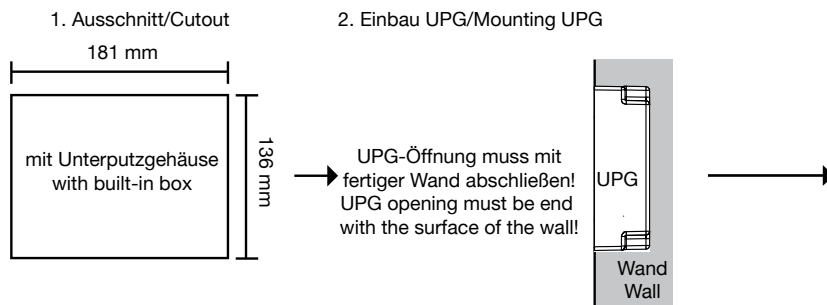 1. Ausschnitt/Cutout
2. Einbau UPG/Mounting UPG
181 mm
mit Unterputzgehäuse
with built-in box
136 mm
UPG-Öffnung muss mit
fertiger Wand abschließen!
UPG opening must be end
with the surface of the wall!
UPG
Wand
Wall